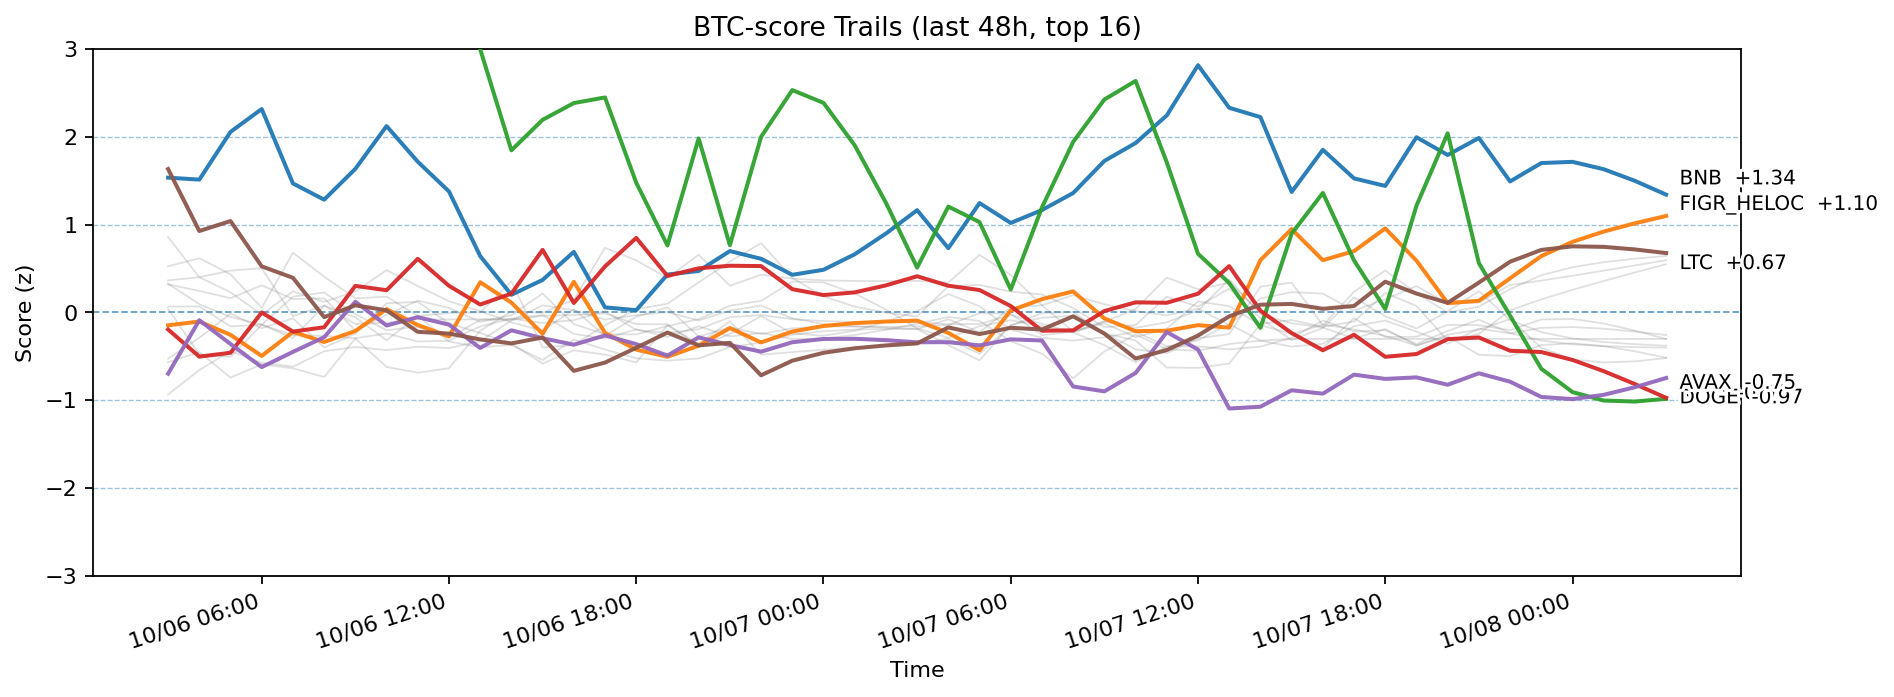 BTC-score Trails (last 48h, top 16)
Score (z)
3
2
1
0
−1
−2
−3
BNB +1.34
FIGR_HELOC +1.10
LTC +0.67
AVAX -0.75
DOGE -0.97
10/06 06:00
10/06 12:00
10/06 18:00
10/07 00:00
10/07 06:00
10/07 12:00
10/07 18:00
10/08 00:00
Time